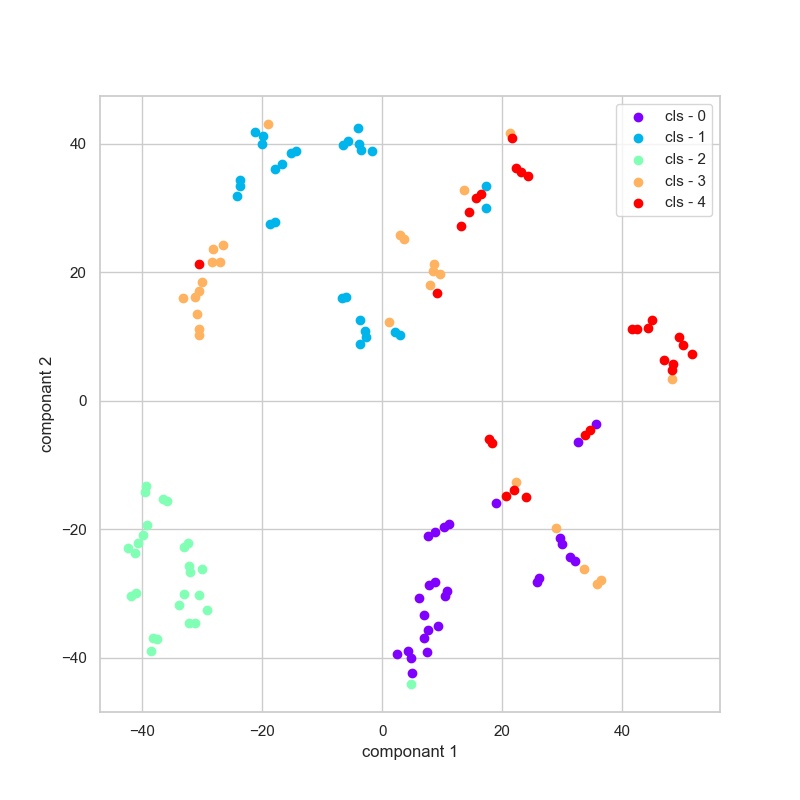 cls - 0
cls - 1
cls - 2
cls - 3
cls - 4
40
20
0
−20
−40
−40
−20
0
20
40
componant 2
componant 1